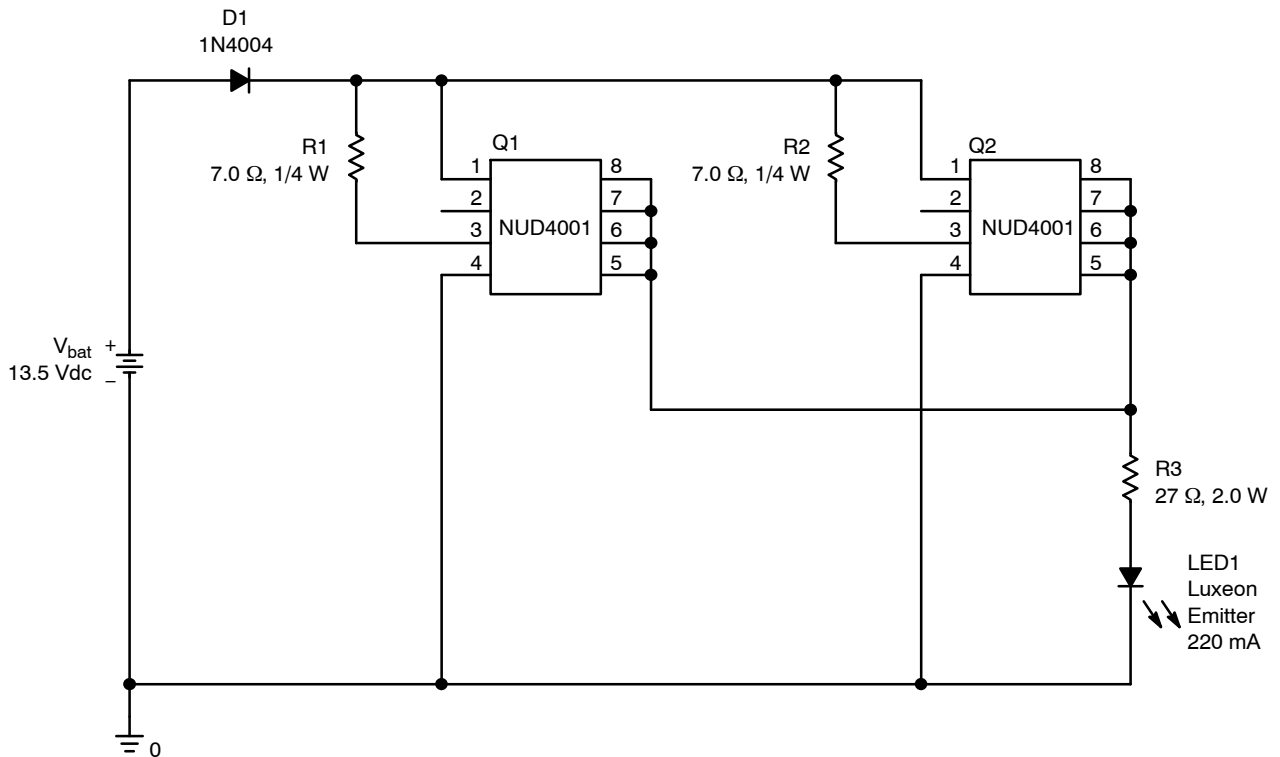 D1
1N4004
R1
7.0 Ω, 1/4 W
Q1
1
2
3
4
NUD4001
8
7
6
5
R2
7.0 Ω, 1/4 W
Q2
1
2
3
4
NUD4001
8
7
6
5
Vbat
13.5 Vdc
+
−
R3
27 Ω, 2.0 W
LED1
Luxeon
Emitter
220 mA
0